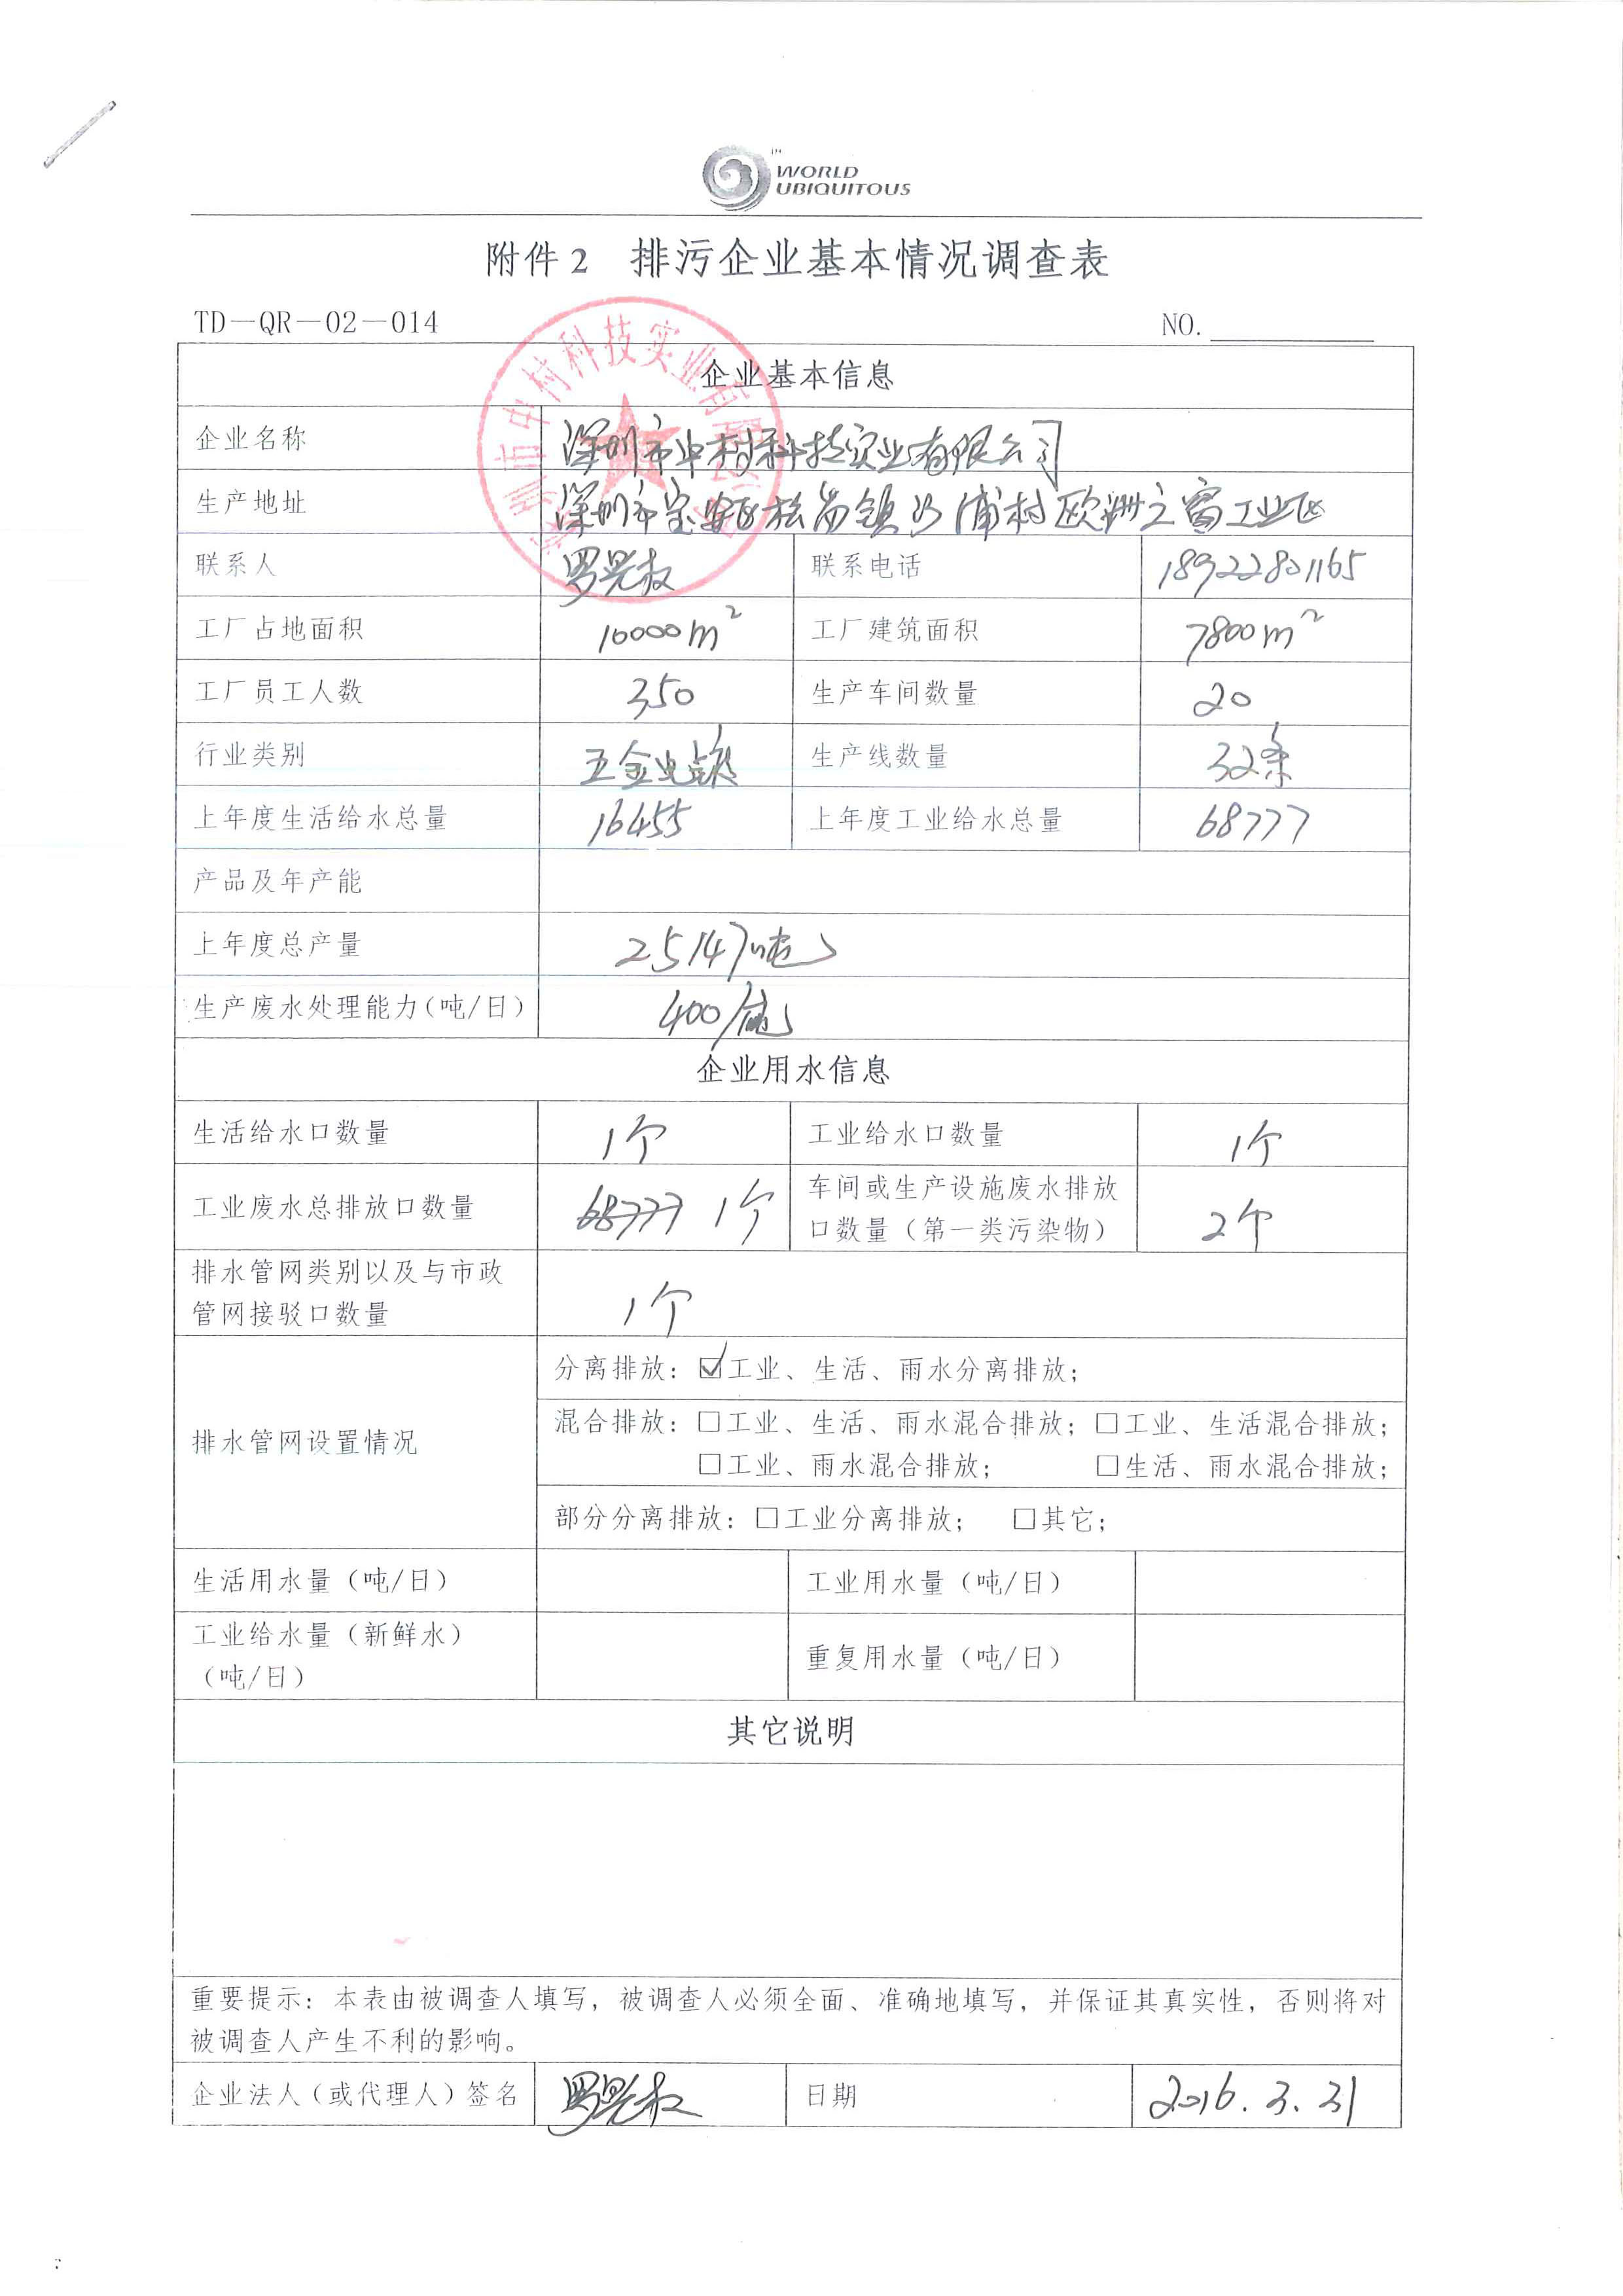 WORLD
UBIQUITOUS
附件2 排污企业基本情况调查表
TD－QR－02－014 NO.
企业基本信息
企业名称 深圳市中村科技实业有限公司
生产地址 深圳市宝安区松岗镇沙浦村欧洲之窗工业区
联系人 罗 权 联系电话 18922801165
工厂占地面积 10000m² 工厂建筑面积 7800m²
工厂员工人数 350 生产车间数量 20
行业类别 五金电镀 生产线数量 32条
上年度生活给水总量 16455 上年度工业给水总量 68777
产品及年产能
上年度总产量 25147吨
生产废水处理能力(吨/日) 400/吨
企业用水信息
生活给水口数量 1个 工业给水口数量 1个
工业废水总排放口数量 68777 1个 车间或生产设施废水排放
口数量（第一类污染物） 2个
排水管网类别以及与市政
管网接驳口数量 1个
排水管网设置情况
分离排放：☑工业、生活、雨水分离排放；
混合排放：□工业、生活、雨水混合排放；□工业、生活混合排放；
□工业、雨水混合排放； □生活、雨水混合排放；
部分分离排放：□工业分离排放； □其它；
生活用水量（吨/日） 工业用水量（吨/日）
工业给水量（新鲜水）
（吨/日） 重复用水量（吨/日）
其它说明
重要提示：本表由被调查人填写，被调查人必须全面、准确地填写，并保证其真实性，否则将对
被调查人产生不利的影响。
企业法人（或代理人）签名 罗 权 日期 2016.3.31
深圳市中村科技实业有限公司